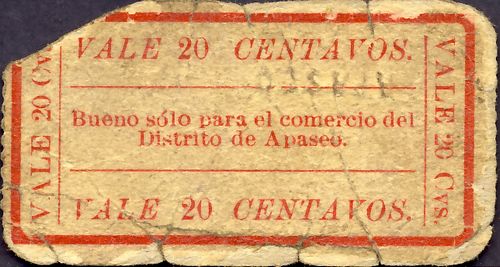 VALE 20 CENTAVOS.
VALE 20 Cvs.
Bueno sólo para el comercio del
Distrito de Apaseo.
VALE 20 Cvs.
VALE 20 CENTAVOS.